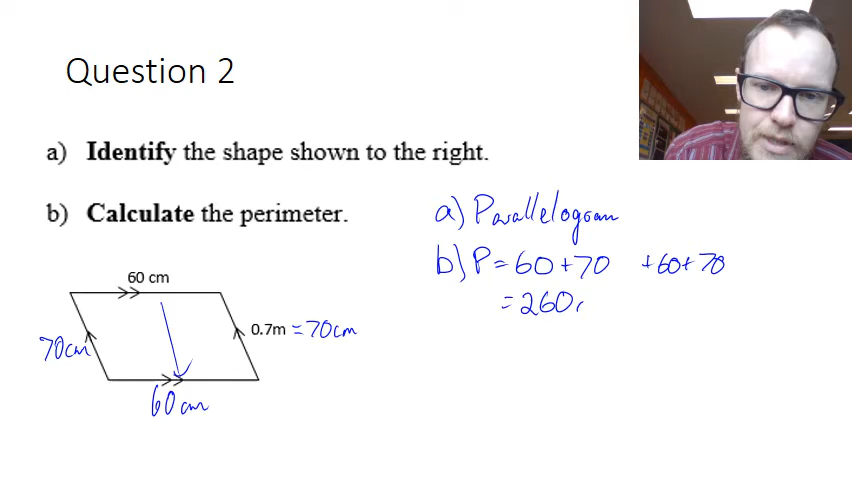 Question 2
a) Identify the shape shown to the right.
b) Calculate the perimeter.
a) Parallelogram
b) P = 60 + 70 + 60 + 70
= 260
60 cm
70cm
0.7m = 70cm
60 cm